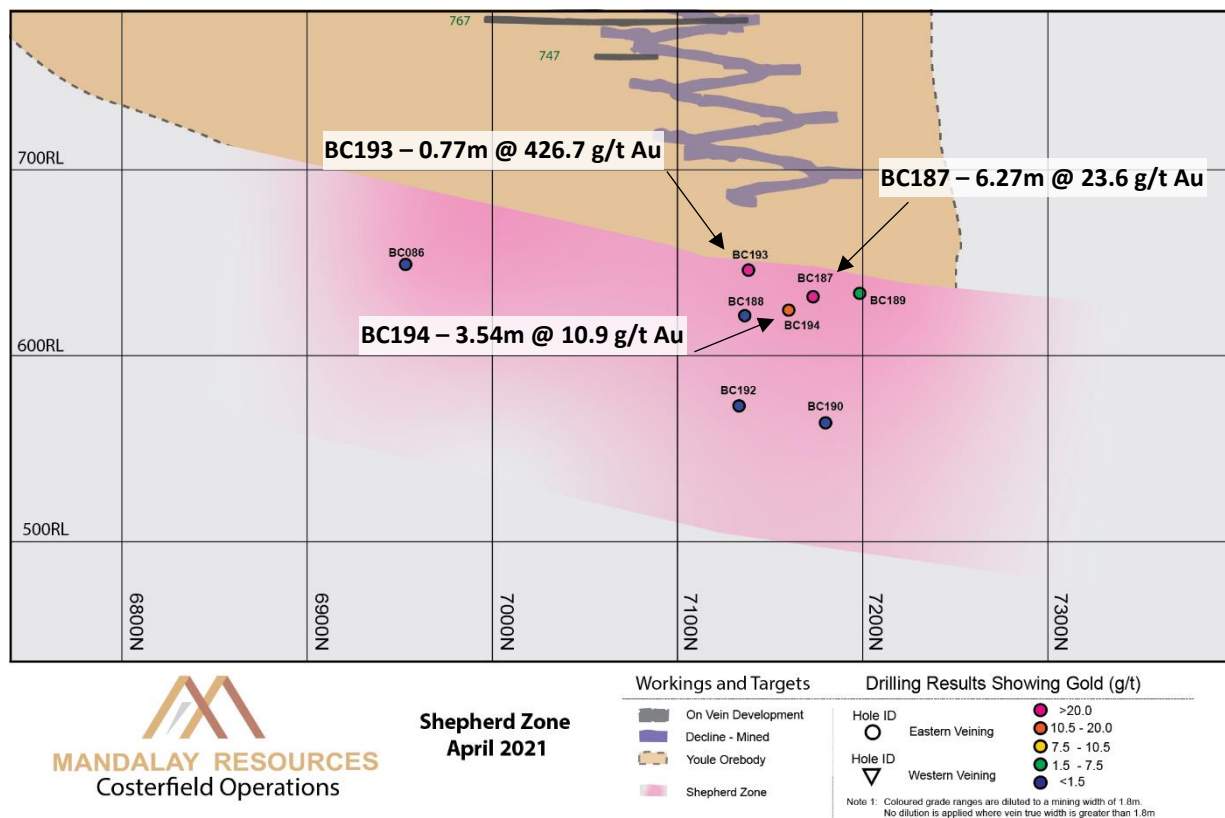 767
747
700RL
BC193 – 0.77m @ 426.7 g/t Au
BC187 – 6.27m @ 23.6 g/t Au
BC086
BC193
BC187
BC189
BC188
BC194
BC194 – 3.54m @ 10.9 g/t Au
600RL
BC192
BC190
500RL
6800N
6900N
7000N
7100N
7200N
7300N
MANDALAY RESOURCES
Costerfield Operations
Shepherd Zone
April 2021
Workings and Targets
On Vein Development
Decline - Mined
Youle Orebody
Shepherd Zone
Drilling Results Showing Gold (g/t)
Hole ID
Eastern Veining
Hole ID
Western Veining
>20.0
10.5 - 20.0
7.5 - 10.5
1.5 - 7.5
<1.5
Note 1: Coloured grade ranges are diluted to a mining width of 1.8m.
No dilution is applied where vein true width is greater than 1.8m